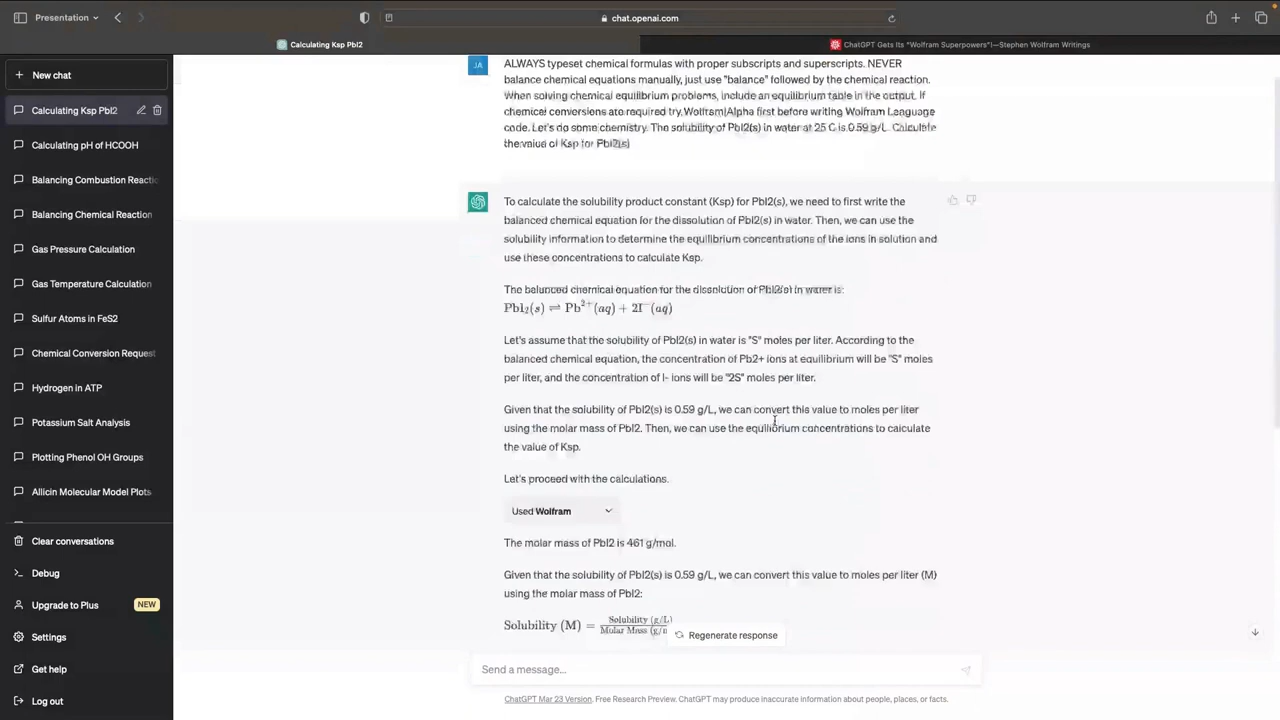 Presentation
chat.openai.com
Calculating Ksp PbI2
ChatGPT Gets Its "Wolfram Superpowers"!—Stephen Wolfram Writings
New chat
Calculating Ksp PbI2
Calculating pH of HCOOH
Balancing Combustion Reactio
Balancing Chemical Reaction
Gas Pressure Calculation
Gas Temperature Calculation
Sulfur Atoms in FeS2
Chemical Conversion Request
Hydrogen in ATP
Potassium Salt Analysis
Plotting Phenol OH Groups
Allicin Molecular Model Plots
Clear conversations
Debug
Upgrade to Plus
NEW
Settings
Get help
Log out
JA
ALWAYS typeset chemical formulas with proper subscripts and superscripts. NEVER
balance chemical equations manually, just use "balance" followed by the chemical reaction.
When solving chemical equilibrium problems, include an equilibrium table in the output. If
chemical conversions are required try Wolfram|Alpha first before writing Wolfram Language
code. Let's do some chemistry. The solubility of PbI2(s) in water at 25 C is 0.59 g/L. Calculate
the value of Ksp for PbI2(s)
To calculate the solubility product constant (Ksp) for PbI2(s), we need to first write the
balanced chemical equation for the dissolution of PbI2(s) in water. Then, we can use the
solubility information to determine the equilibrium concentrations of the ions in solution and
use these concentrations to calculate Ksp.
The balanced chemical equation for the dissolution of PbI2(s) in water is:
PbI₂(s) ⇌ Pb²⁺(aq) + 2I⁻(aq)
Let's assume that the solubility of PbI2(s) in water is "S" moles per liter. According to the
balanced chemical equation, the concentration of Pb2+ ions at equilibrium will be "S" moles
per liter, and the concentration of I- ions will be "2S" moles per liter.
Given that the solubility of PbI2(s) is 0.59 g/L, we can convert this value to moles per liter
using the molar mass of PbI2. Then, we can use the equilibrium concentrations to calculate
the value of Ksp.
Let's proceed with the calculations.
Used Wolfram
The molar mass of PbI2 is 461 g/mol.
Given that the solubility of PbI2(s) is 0.59 g/L, we can convert this value to moles per liter (M)
using the molar mass of PbI2:
Solubility (M) = Solubility (g/L)
Molar Mass (g/m
Regenerate response
Send a message...
ChatGPT Mar 23 Version. Free Research Preview. ChatGPT may produce inaccurate information about people, places, or facts.